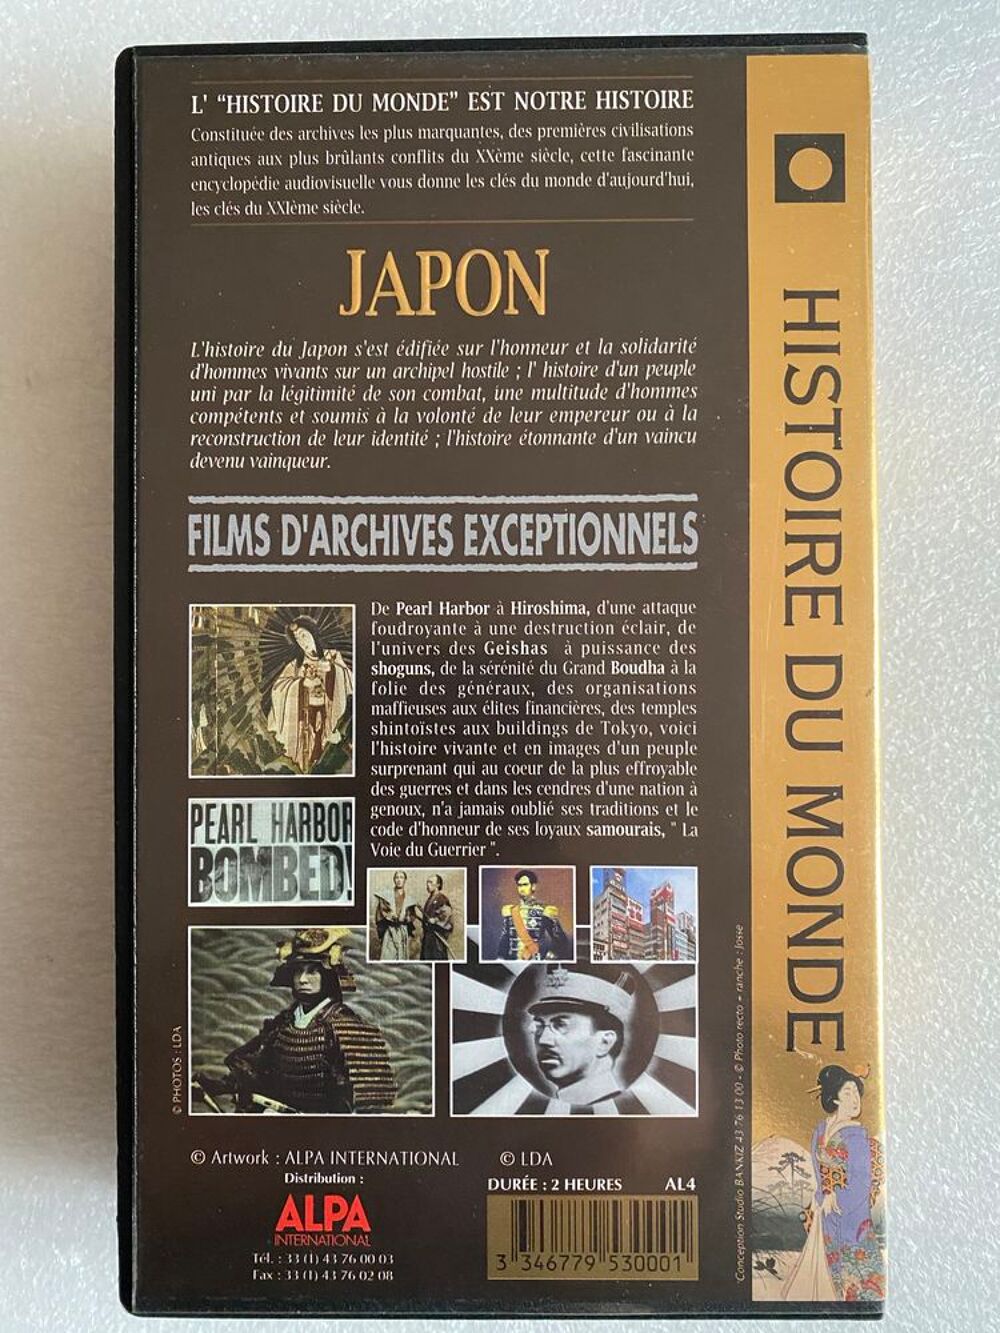 L' “HISTOIRE DU MONDE” EST NOTRE HISTOIRE
Constituée des archives les plus marquantes, des premières civilisations
antiques aux plus brûlants conflits du XXème siècle, cette fascinante
encyclopédie audiovisuelle vous donne les clés du monde d'aujourd'hui,
les clés du XXIème siècle.
JAPON
L'histoire du Japon s'est édifiée sur l'honneur et la solidarité
d'hommes vivants sur un archipel hostile ; l' histoire d'un peuple
uni par la légitimité de son combat, une multitude d'hommes
compétents et soumis à la volonté de leur empereur ou à la
reconstruction de leur identité ; l'histoire étonnante d'un vaincu
devenu vainqueur.
FILMS D'ARCHIVES EXCEPTIONNELS
De Pearl Harbor à Hiroshima, d'une attaque
foudroyante à une destruction éclair, de
l'univers des Geishas à puissance des
shoguns, de la sérénité du Grand Boudha à la
folie des généraux, des organisations
maffieuses aux élites financières, des temples
shintoïstes aux buildings de Tokyo, voici
l'histoire vivante et en images d'un peuple
surprenant qui au coeur de la plus effroyable
des guerres et dans les cendres d'une nation à
genoux, n'a jamais oublié ses traditions et le
code d'honneur de ses loyaux samourais, " La
Voie du Guerrier ".
PEARL HARBOR
BOMBED!
© PHOTOS : LDA
© Artwork : ALPA INTERNATIONAL
© LDA
Distribution :
ALPA
INTERNATIONAL
Tél. : 33 (1) 43 76 00 03
Fax : 33 (1) 43 76 02 08
DURÉE : 2 HEURES AL4
3 346779 530001
Conception Studio BANKIZ 43 76 13 00 - © Photo recto + tranche : Josse
HISTOIRE DU MONDE